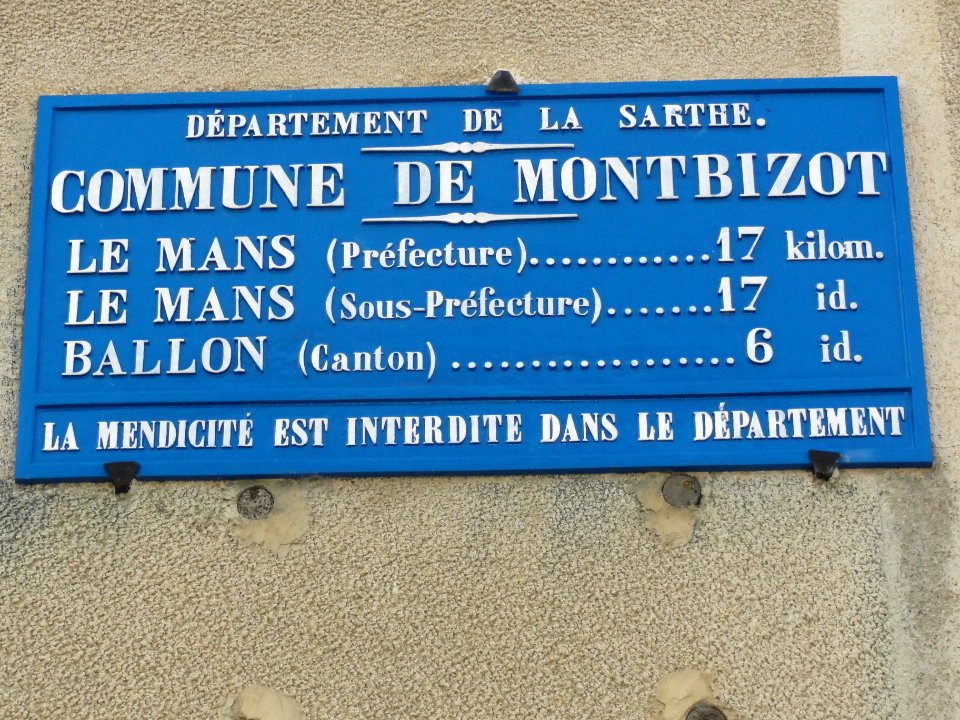 DÉPARTEMENT DE LA SARTHE.
COMMUNE DE MONTBIZOT
LE MANS (Préfecture)............17 kilom.
LE MANS (Sous-Préfecture).......17 id.
BALLON (Canton) ...................6 id.
LA MENDICITÉ EST INTERDITE DANS LE DÉPARTEMENT